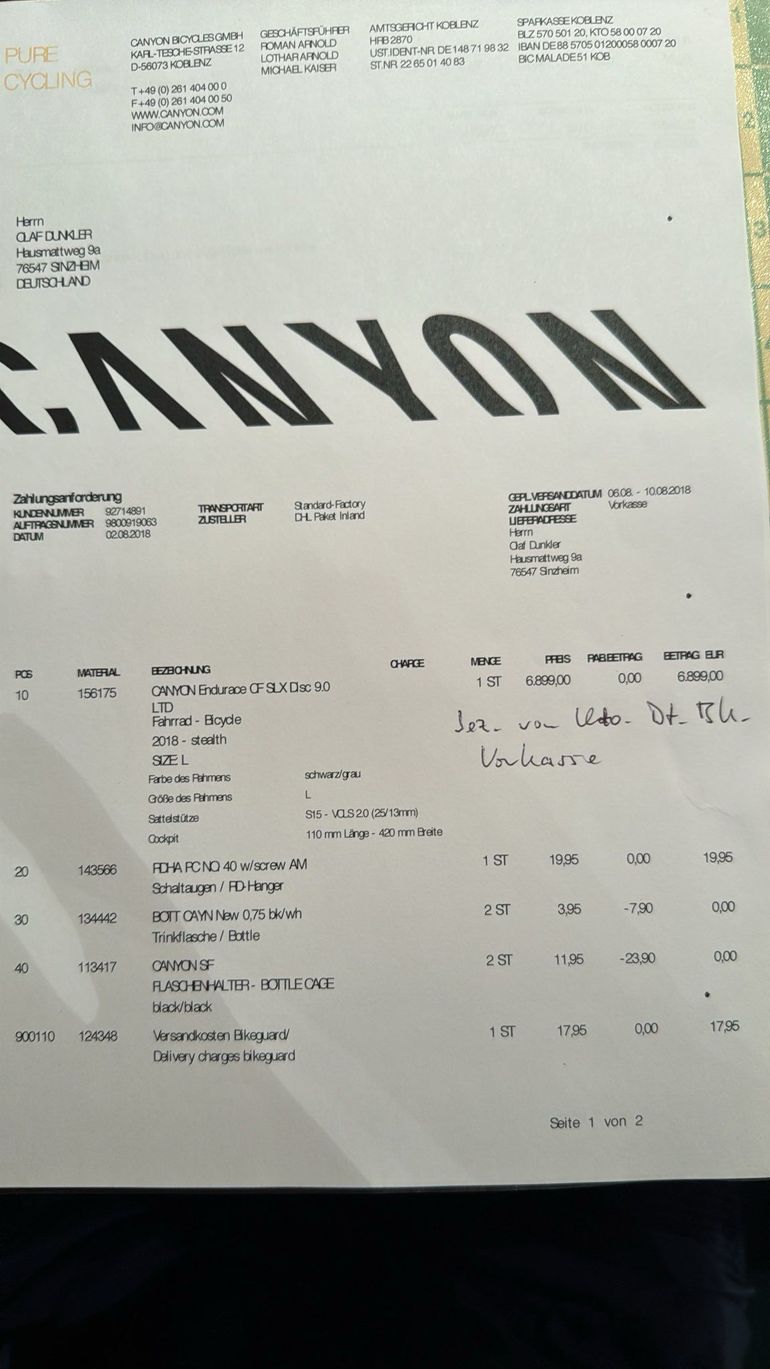 PURE
CYCLING
CANYON BICYCLES GMBH
KARL-TESCHE-STRASSE 12
D-56073 KOBLENZ
T +49 (0) 261 404 00 0
F +49 (0) 261 404 00 50
WWW.CANYON.COM
INFO@CANYON.COM
GESCHÄFTSFÜHRER
ROMAN ARNOLD
LOTHAR ARNOLD
MICHAEL KAISER
AMTSGERICHT KOBLENZ
HRB 2870
UST.IDENT-NR. DE 148 71 98 32
ST.NR. 22 65 01 40 83
SPARKASSE KOBLENZ
BLZ 570 501 20, KTO 58 00 07 20
IBAN DE88 5705 01200058 0007 20
BIC MALADE51 KOB
Herrn
OLAF DUNKLER
Hausmattweg 9a
76547 SINZHEIM
DEUTSCHLAND
CANYON
Zahlungsanforderung
KUNDENNUMMER 92714891
AUFTRAGSNUMMER 9800919063
DATUM 02.08.2018
TRANSPORTART Standard-Factory
ZUSTELLER DHL Paket Inland
GEPL.VERSANDDATUM 06.08. - 10.08.2018
ZAHLUNGSART Vorkasse
LIEFERADRESSE
Herrn
Olaf Dunkler
Hausmattweg 9a
76547 Sinzheim
POS MATERIAL BEZEICHNUNG CHARGE MENGE PREIS RAB.BETRAG BETRAG EUR
10 156175 CANYON Endurace CF SLX Disc 9.0 1 ST 6.899,00 0,00 6.899,00
LTD
Fahrrad - Bicycle
2018 - stealth
SIZE: L
Bez. von Kto. Dt. Bk.
Vorkasse
Farbe des Rahmens schwarz/grau
Größe des Rahmens L
Sattelstütze S15 - VCLS 2.0 (25/13mm)
Cockpit 110 mm Länge - 420 mm Breite
20 143566 RDHA PC NO. 40 w/screw AM 1 ST 19,95 0,00 19,95
Schaltaugen / RD-Hanger
30 134442 BOTT CAYN New 0,75 bk/wh 2 ST 3,95 -7,90 0,00
Trinkflasche / Bottle
40 113417 CANYON SF 2 ST 11,95 -23,90 0,00
FLASCHENHALTER - BOTTLE CAGE
black/black
900110 124348 Versandkosten Bikeguard/ 1 ST 17,95 0,00 17,95
Delivery charges bikeguard
Seite 1 von 2